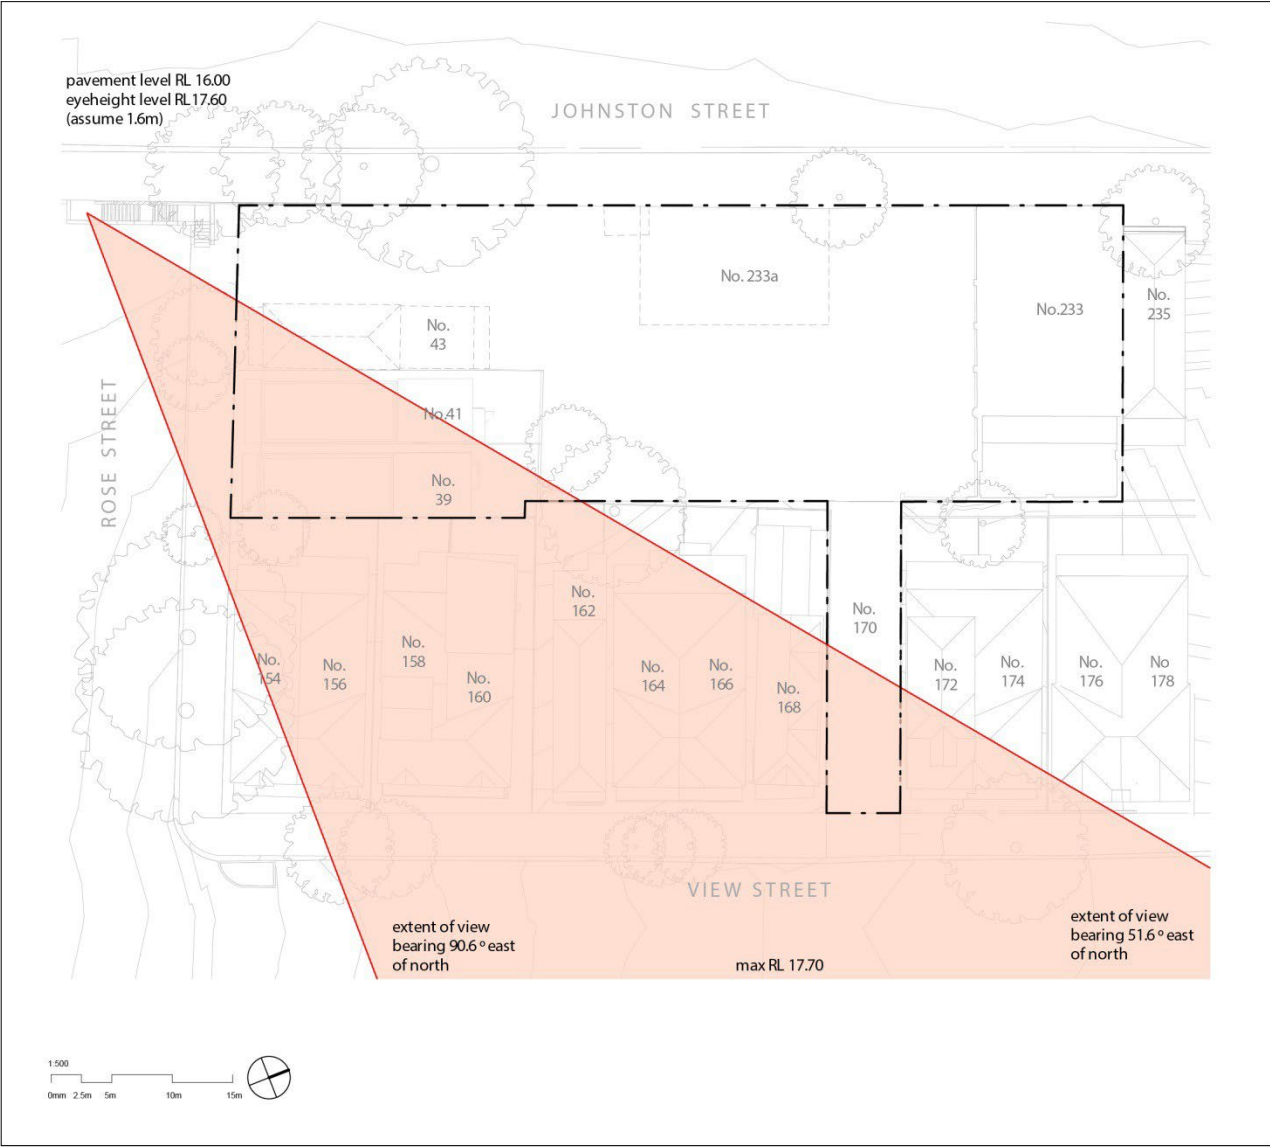 pavement level RL 16.00
eyeheight level RL17.60
(assume 1.6m)
JOHNSTON STREET
No. 233a
No.233
No.
235
No.
43
No.41
No.
39
ROSE STREET
No.
154
No.
156
No.
158
No.
160
No.
162
No.
164
No.
166
No.
168
No.
170
No.
172
No.
174
No.
176
No
178
VIEW STREET
extent of view
bearing 90.6 º east
of north
max RL 17.70
extent of view
bearing 51.6 º east
of north
1:500
0mm 2.5m 5m 10m 15m